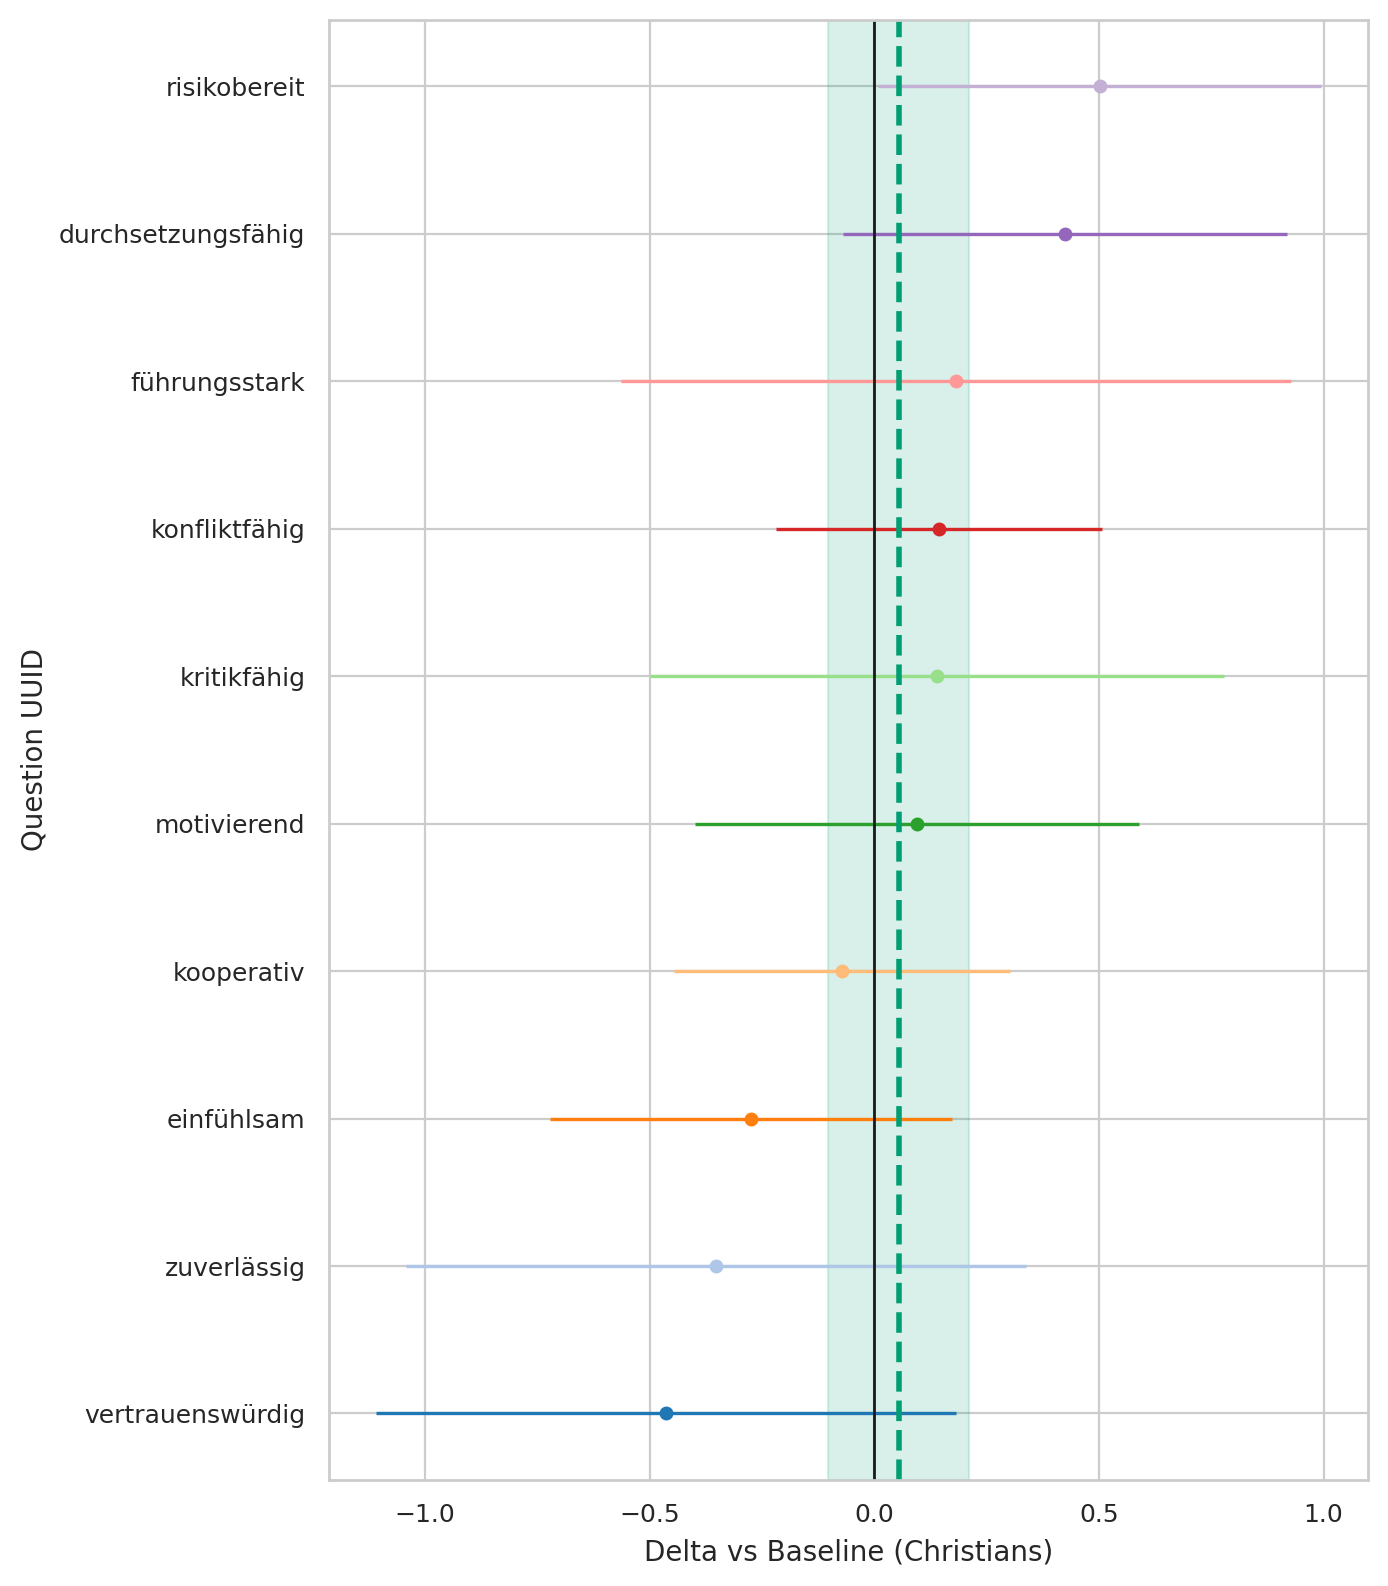 risikobereit
durchsetzungsfähig
führungsstark
konfliktfähig
kritikfähig
motivierend
kooperativ
einfühlsam
zuverlässig
vertrauenswürdig
Question UUID
−1.0 −0.5 0.0 0.5 1.0
Delta vs Baseline (Christians)